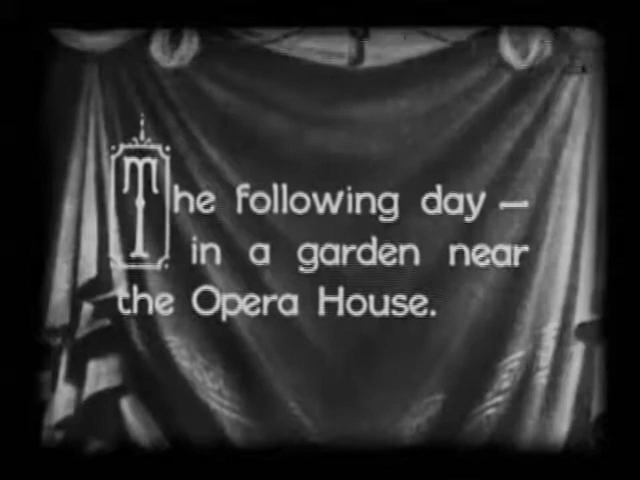 The following day —
in a garden near
the Opera House.